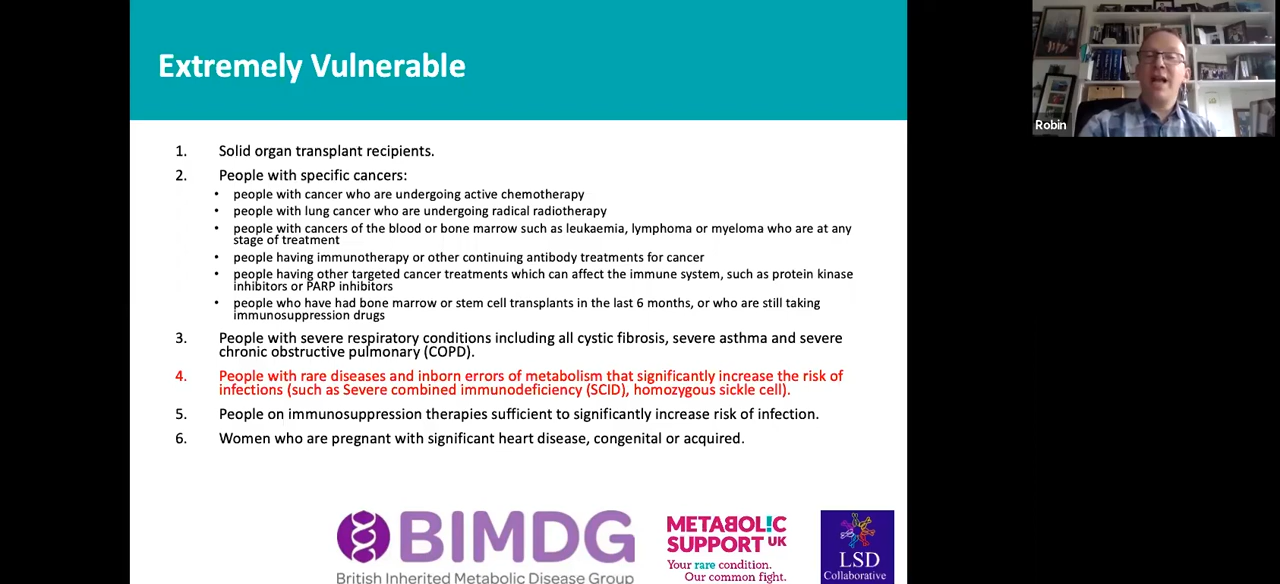 Extremely Vulnerable
Robin
1. Solid organ transplant recipients.
2. People with specific cancers:
• people with cancer who are undergoing active chemotherapy
• people with lung cancer who are undergoing radical radiotherapy
• people with cancers of the blood or bone marrow such as leukaemia, lymphoma or myeloma who are at any
stage of treatment
• people having immunotherapy or other continuing antibody treatments for cancer
• people having other targeted cancer treatments which can affect the immune system, such as protein kinase
inhibitors or PARP inhibitors
• people who have had bone marrow or stem cell transplants in the last 6 months, or who are still taking
immunosuppression drugs
3. People with severe respiratory conditions including all cystic fibrosis, severe asthma and severe
chronic obstructive pulmonary (COPD).
4. People with rare diseases and inborn errors of metabolism that significantly increase the risk of
infections (such as Severe combined immunodeficiency (SCID), homozygous sickle cell).
5. People on immunosuppression therapies sufficient to significantly increase risk of infection.
6. Women who are pregnant with significant heart disease, congenital or acquired.
BIMDG
British Inherited Metabolic Disease Group
METABOL!C
SUPPORT UK
Your rare condition.
Our common fight.
LSD
Collaborative